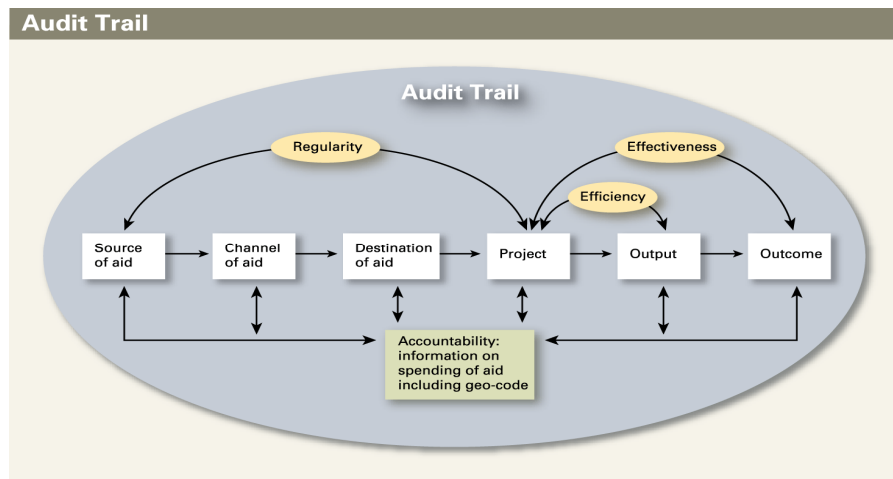 Audit Trail
Audit Trail
Regularity
Effectiveness
Efficiency
Source
of aid
Channel
of aid
Destination
of aid
Project
Output
Outcome
Accountability:
information on
spending of aid
including geo-code